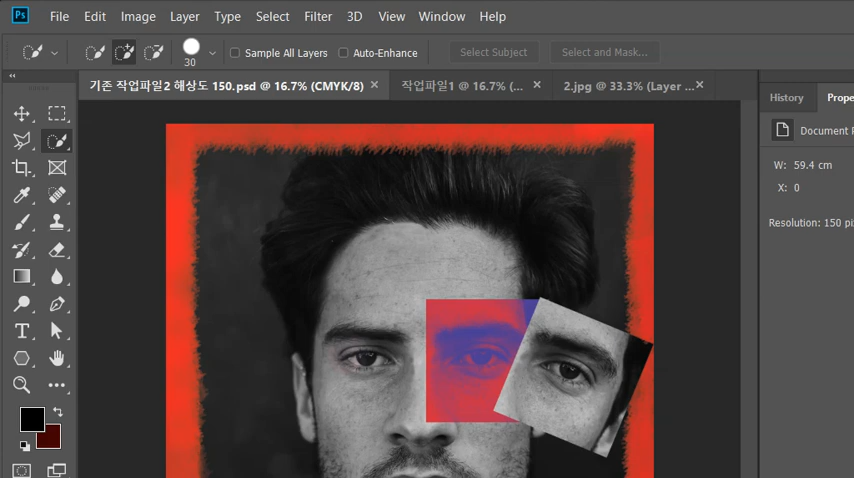 Ps File Edit Image Layer Type Select Filter 3D View Window Help
30 Sample All Layers Auto-Enhance Select Subject Select and Mask...
기존 작업파일2 해상도 150.psd @ 16.7% (CMYK/8) × 작업파일1 @ 16.7% (... × 2.jpg @ 33.3% (Layer ... ×
History Prope
Document P
W: 59.4 cm
X: 0
Resolution: 150 pi
T